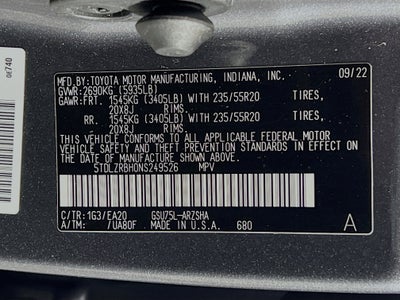 0E740
MFD.BY:TOYOTA MOTOR MANUFACTURING, INDIANA, INC. 09/22
GVWR:2690KG (5935LB)
GAWR:FRT. 1545KG (3405LB) WITH 235/55R20 TIRES,
20X8J RIMS
RR. 1545KG (3405LB) WITH 235/55R20 TIRES,
20X8J RIMS
THIS VEHICLE CONFORMS TO ALL APPLICABLE FEDERAL MOTOR
VEHICLE SAFETY AND THEFT PREVENTION STANDARDS IN EFFECT
ON THE DATE OF MANUFACTURE SHOWN ABOVE.
5TDLZRBH0NS249526 MPV
C/TR:1G3/EA20 GSU75L-ARZSHA A
A/TM: /UA80F MADE IN U.S.A. 680